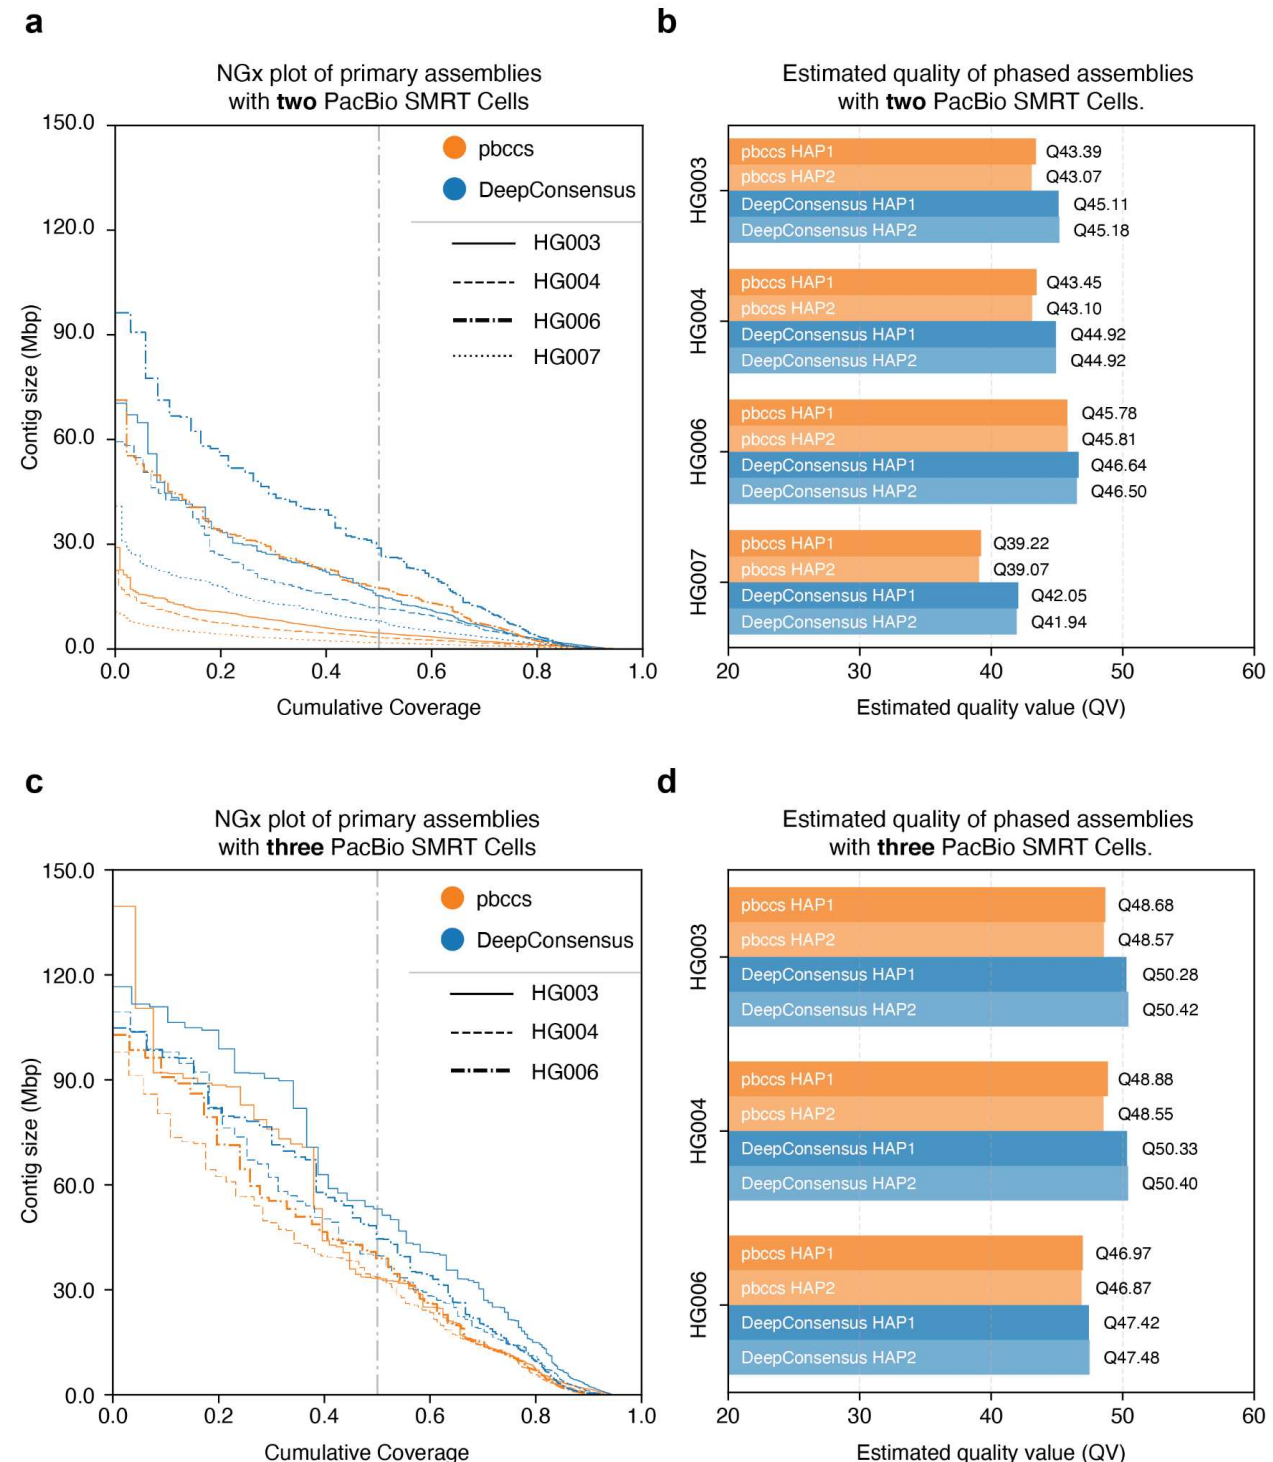 a
NGx plot of primary assemblies
with two PacBio SMRT Cells
150.0
120.0
90.0
60.0
30.0
0.0
Contig size (Mbp)
pbccs
DeepConsensus
HG003
HG004
HG006
HG007
0.0 0.2 0.4 0.6 0.8 1.0
Cumulative Coverage
b
Estimated quality of phased assemblies
with two PacBio SMRT Cells.
HG003
pbccs HAP1 Q43.39
pbccs HAP2 Q43.07
DeepConsensus HAP1 Q45.11
DeepConsensus HAP2 Q45.18
HG004
pbccs HAP1 Q43.45
pbccs HAP2 Q43.10
DeepConsensus HAP1 Q44.92
DeepConsensus HAP2 Q44.92
HG006
pbccs HAP1 Q45.78
pbccs HAP2 Q45.81
DeepConsensus HAP1 Q46.64
DeepConsensus HAP2 Q46.50
HG007
pbccs HAP1 Q39.22
pbccs HAP2 Q39.07
DeepConsensus HAP1 Q42.05
DeepConsensus HAP2 Q41.94
20 30 40 50 60
Estimated quality value (QV)
c
NGx plot of primary assemblies
with three PacBio SMRT Cells
150.0
120.0
90.0
60.0
30.0
0.0
Contig size (Mbp)
pbccs
DeepConsensus
HG003
HG004
HG006
0.0 0.2 0.4 0.6 0.8 1.0
Cumulative Coverage
d
Estimated quality of phased assemblies
with three PacBio SMRT Cells.
HG003
pbccs HAP1 Q48.68
pbccs HAP2 Q48.57
DeepConsensus HAP1 Q50.28
DeepConsensus HAP2 Q50.42
HG004
pbccs HAP1 Q48.88
pbccs HAP2 Q48.55
DeepConsensus HAP1 Q50.33
DeepConsensus HAP2 Q50.40
HG006
pbccs HAP1 Q46.97
pbccs HAP2 Q46.87
DeepConsensus HAP1 Q47.42
DeepConsensus HAP2 Q47.48
20 30 40 50 60
Estimated quality value (QV)